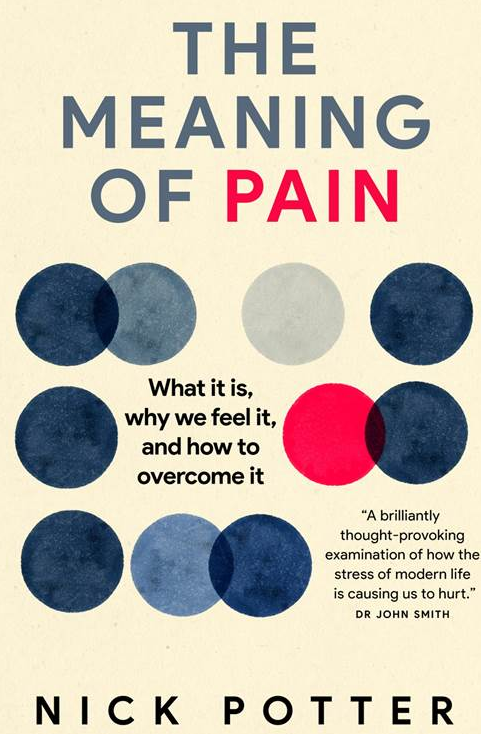 THE
MEANING
OF PAIN
What it is,
why we feel it,
and how to
overcome it
“A brilliantly
thought-provoking
examination of how the
stress of modern life
is causing us to hurt.”
DR JOHN SMITH
NICK POTTER